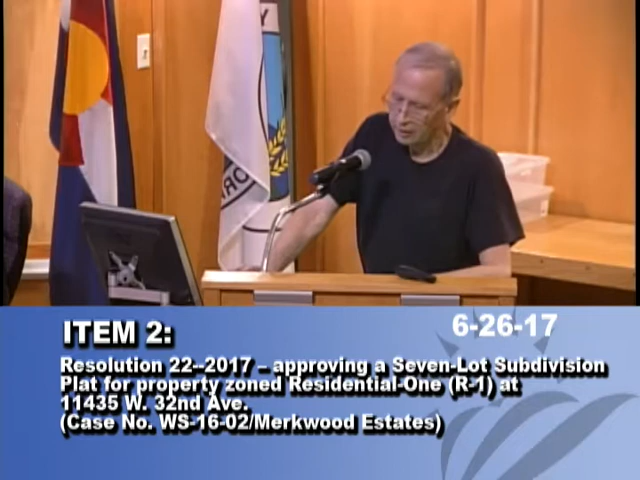 ITEM 2:
6-26-17
Resolution 22--2017 – approving a Seven-Lot Subdivision
Plat for property zoned Residential-One (R-1) at
11435 W. 32nd Ave.
(Case No. WS-16-02/Merkwood Estates)